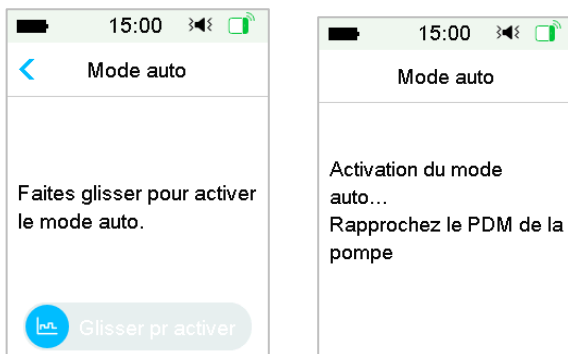 15:00
Mode auto
Faites glisser pour activer
le mode auto.
Glisser pr activer
15:00
Mode auto
Activation du mode
auto...
Rapprochez le PDM de la
pompe